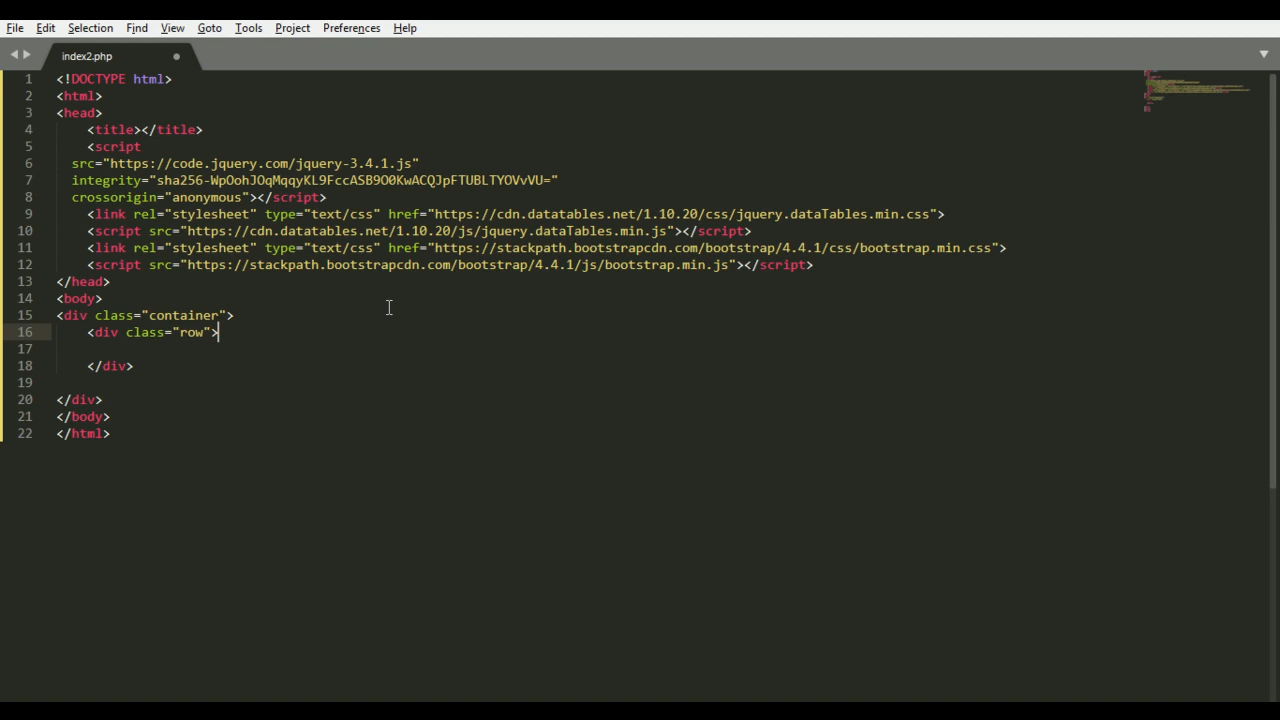 File Edit Selection Find View Goto Tools Project Preferences Help
index2.php
1 <!DOCTYPE html>
2 <html>
3 <head>
4 <title></title>
5 <script
6 src="https://code.jquery.com/jquery-3.4.1.js"
7 integrity="sha256-WpOohJOqMqqyKL9FccASB9O0KwACQJpFTUBLTYOVvVU="
8 crossorigin="anonymous"></script>
9 <link rel="stylesheet" type="text/css" href="https://cdn.datatables.net/1.10.20/css/jquery.dataTables.min.css">
10 <script src="https://cdn.datatables.net/1.10.20/js/jquery.dataTables.min.js"></script>
11 <link rel="stylesheet" type="text/css" href="https://stackpath.bootstrapcdn.com/bootstrap/4.4.1/css/bootstrap.min.css">
12 <script src="https://stackpath.bootstrapcdn.com/bootstrap/4.4.1/js/bootstrap.min.js"></script>
13 </head>
14 <body>
15 <div class="container">
16 <div class="row">
17
18 </div>
19
20 </div>
21 </body>
22 </html>